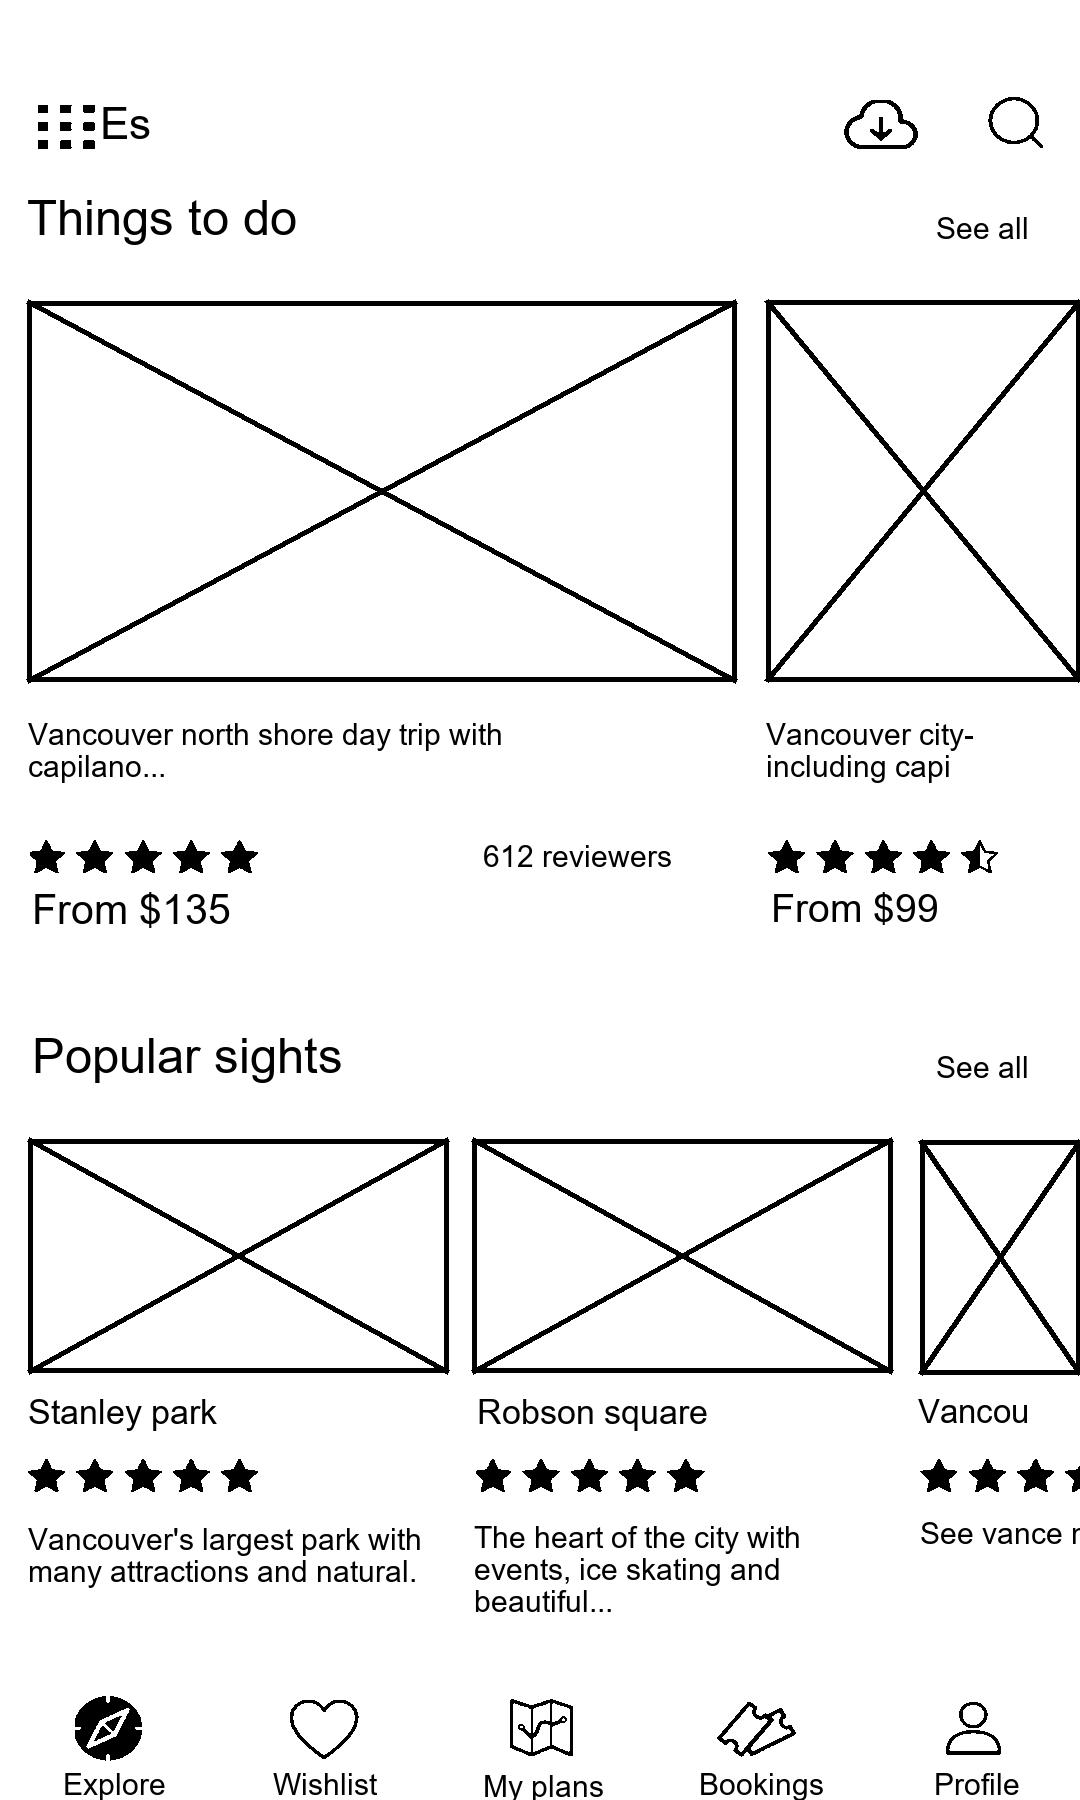 Es
Things to do
See all
Vancouver north shore day trip with
capilano...
612 reviewers
From $135
Vancouver city-
including capi
From $99
Popular sights
See all
Stanley park
Vancouver's largest park with
many attractions and natural.
Robson square
The heart of the city with
events, ice skating and
beautiful...
Vancou
See vance
Explore
Wishlist
My plans
Bookings
Profile